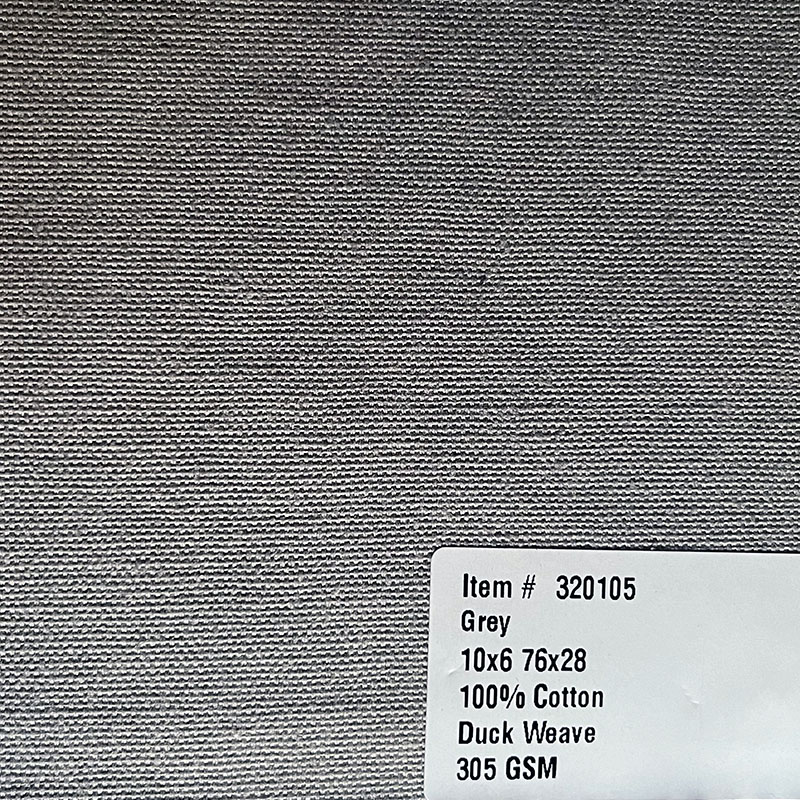 Item # 320105
Grey
10x6 76x28
100% Cotton
Duck Weave
305 GSM